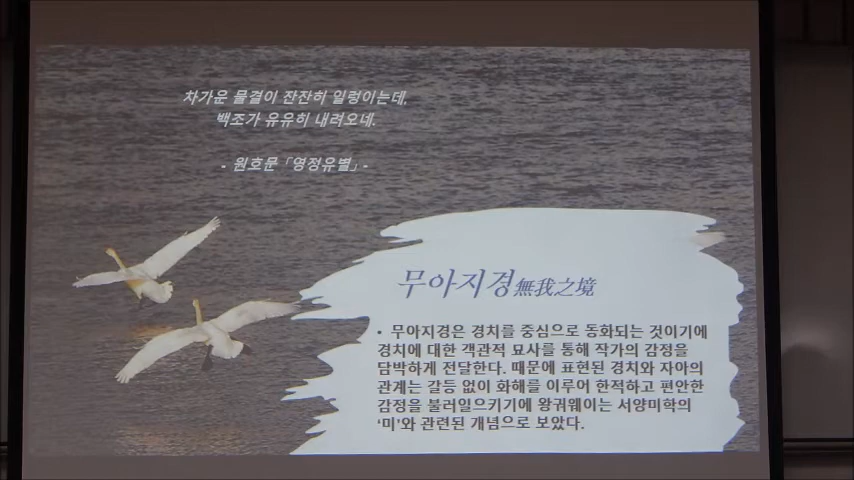 차가운 물결이 잔잔히 일렁이는데,
백조가 유유히 내려오네.
- 원호문 「영정유별」-
무아지경無我之境
• 무아지경은 경치를 중심으로 동화되는 것이기에
경치에 대한 객관적 묘사를 통해 작가의 감정을
담박하게 전달한다. 때문에 표현된 경치와 자아의
관계는 갈등 없이 화해를 이루어 한적하고 편안한
감정을 불러일으키기에 왕궈웨이는 서양미학의
'미'와 관련된 개념으로 보았다.